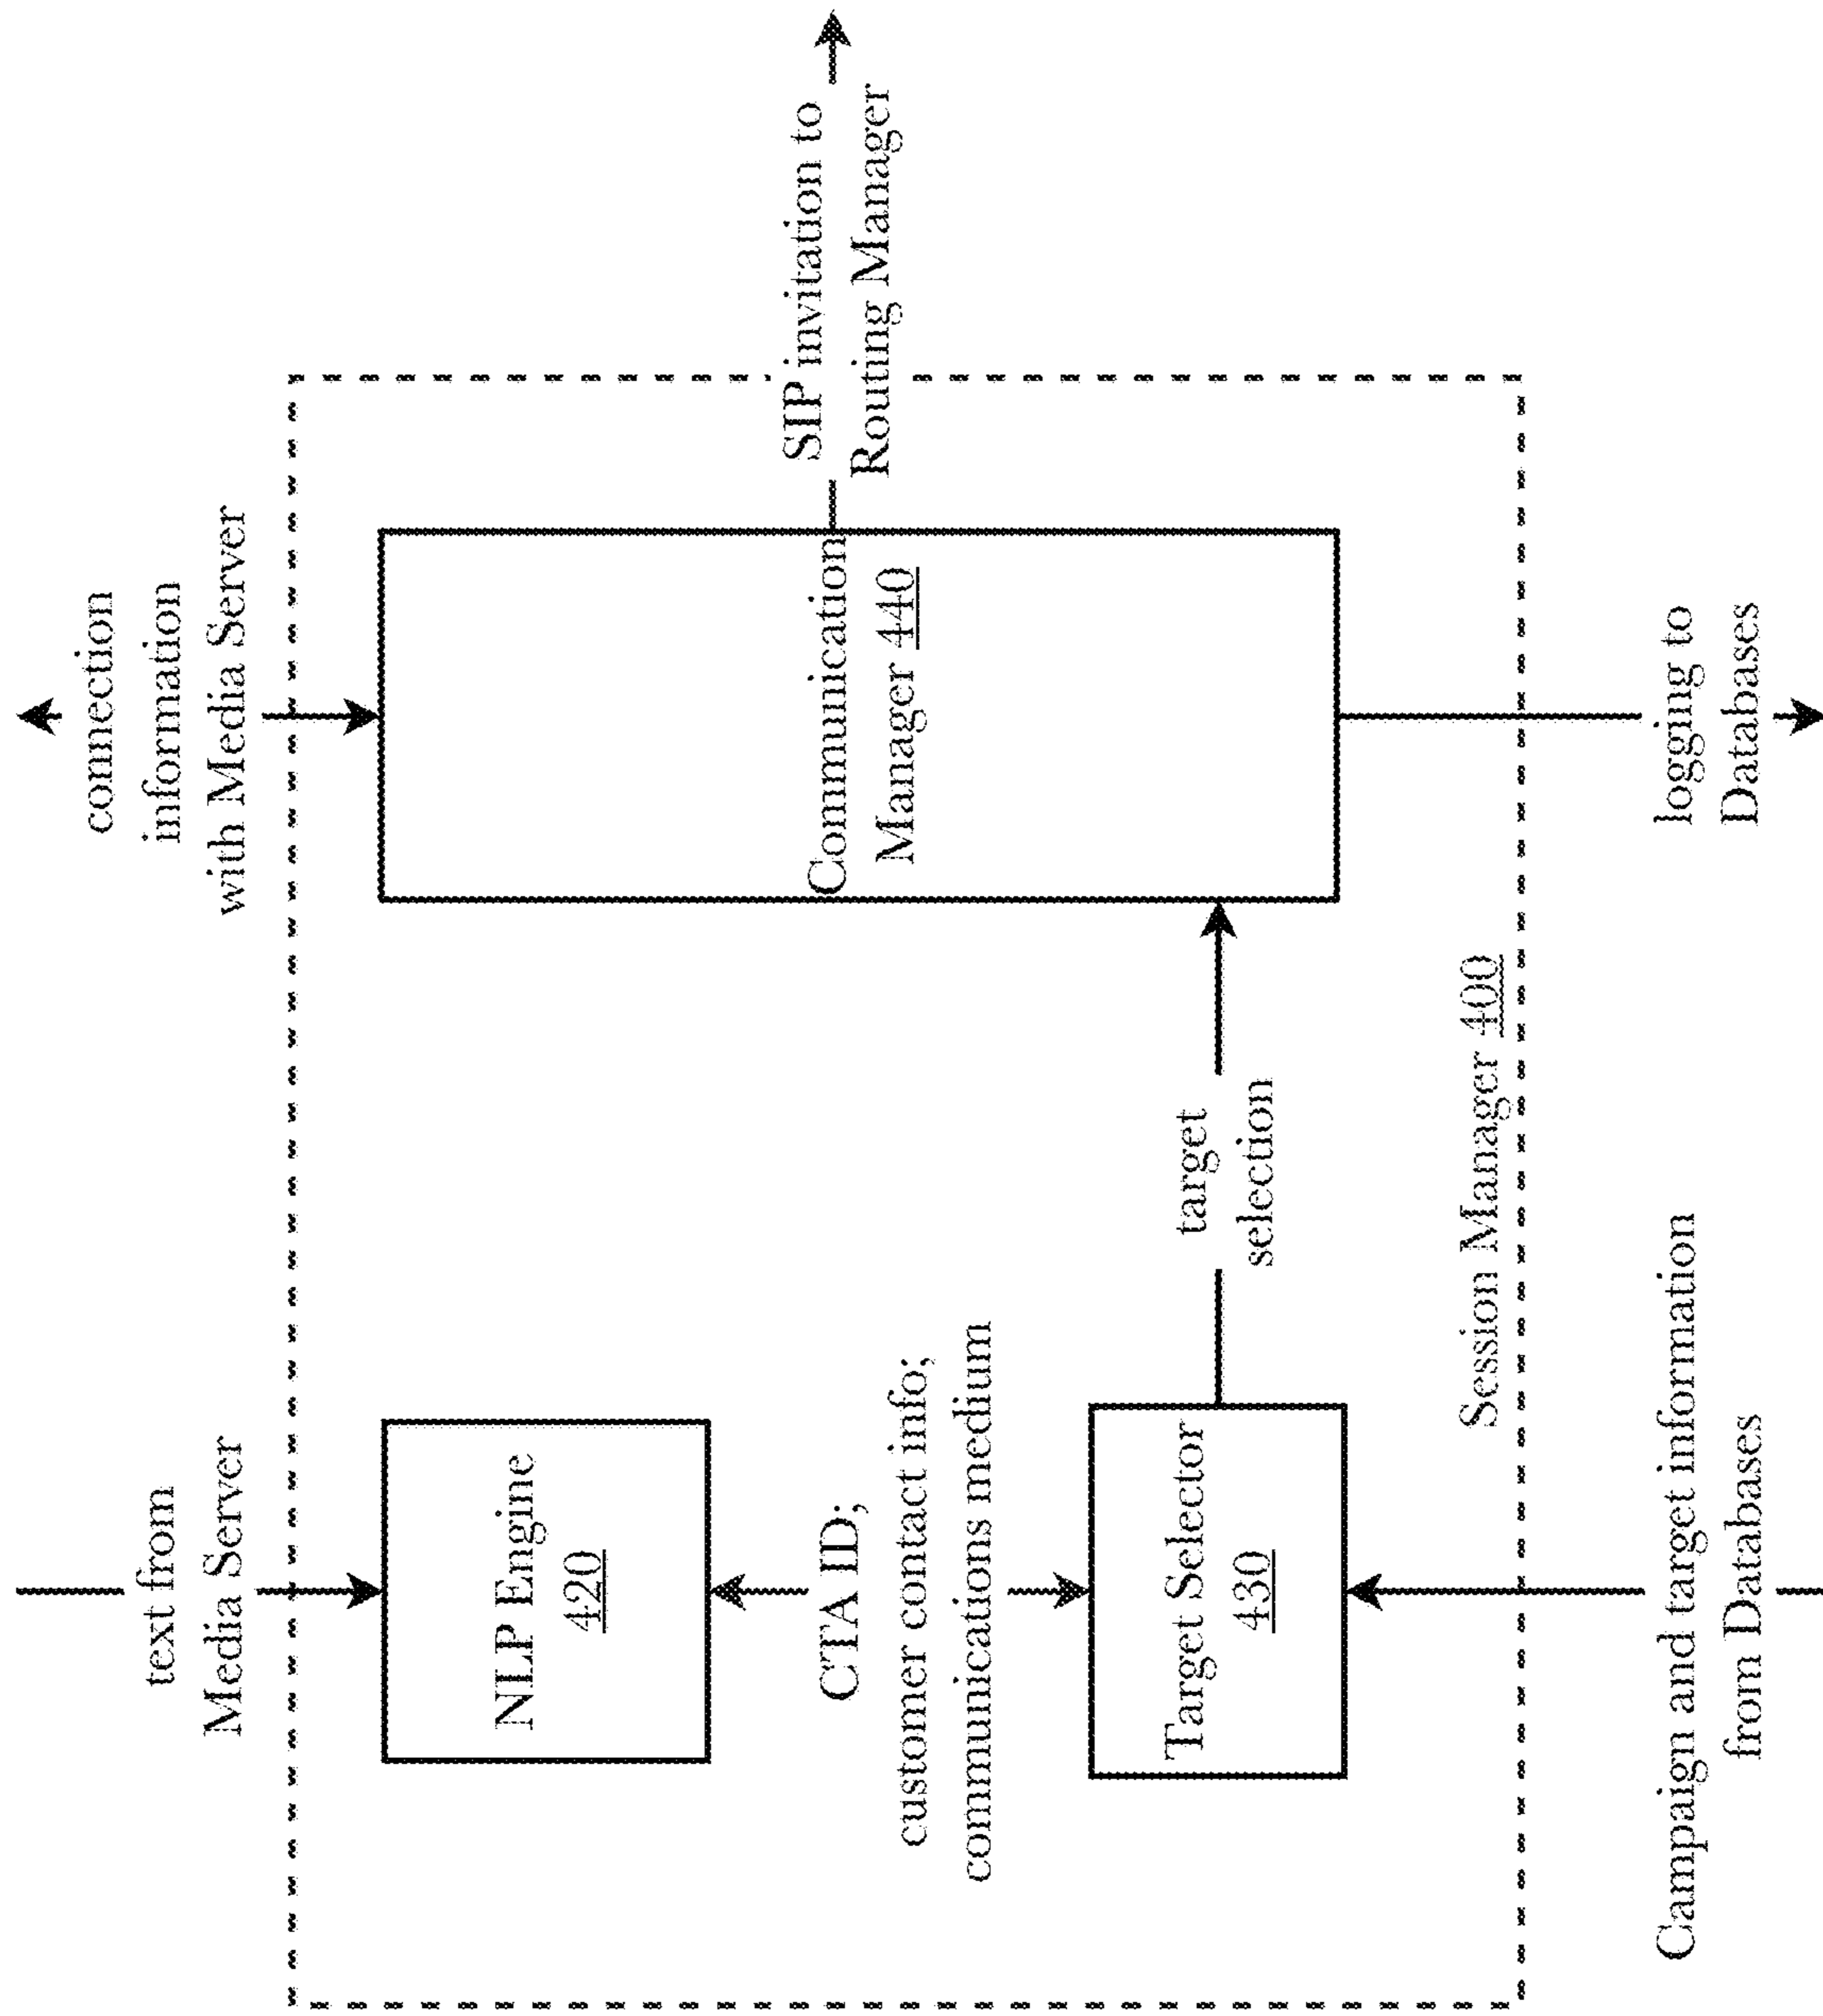 text from
Media Server
connection
information
with Media Server
NLP Engine
420
CTA ID;
customer contact info;
communications medium
Target Selector
430
target
selection
Communication
Manager 440
SIP invitation to
Routing Manager
Session Manager 400
Campaign and target information
from Databases
logging to
Databases